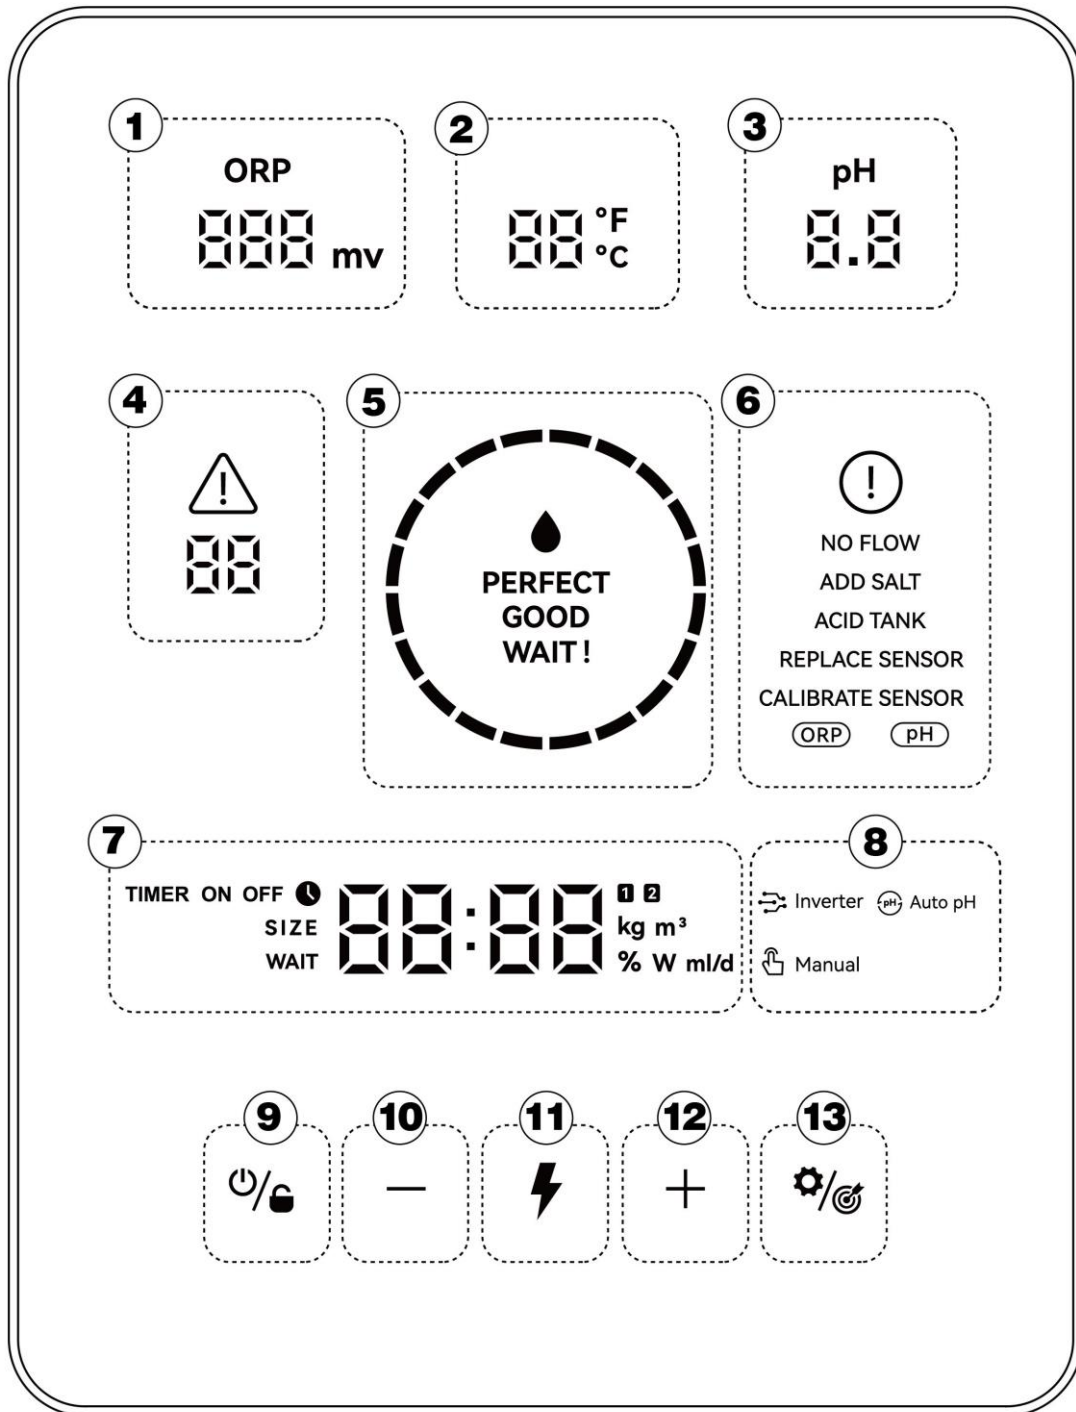 1
ORP
888 mv
2
88 °F
°C
3
pH
8.8
4
!
88
5
PERFECT
GOOD
WAIT !
6
!
NO FLOW
ADD SALT
ACID TANK
REPLACE SENSOR
CALIBRATE SENSOR
ORP pH
7
TIMER ON OFF 88:88 1 2
SIZE kg m³
WAIT % W ml/d
8
Inverter pH Auto pH
Manual
9
10
11
12
13
/
—
+
/